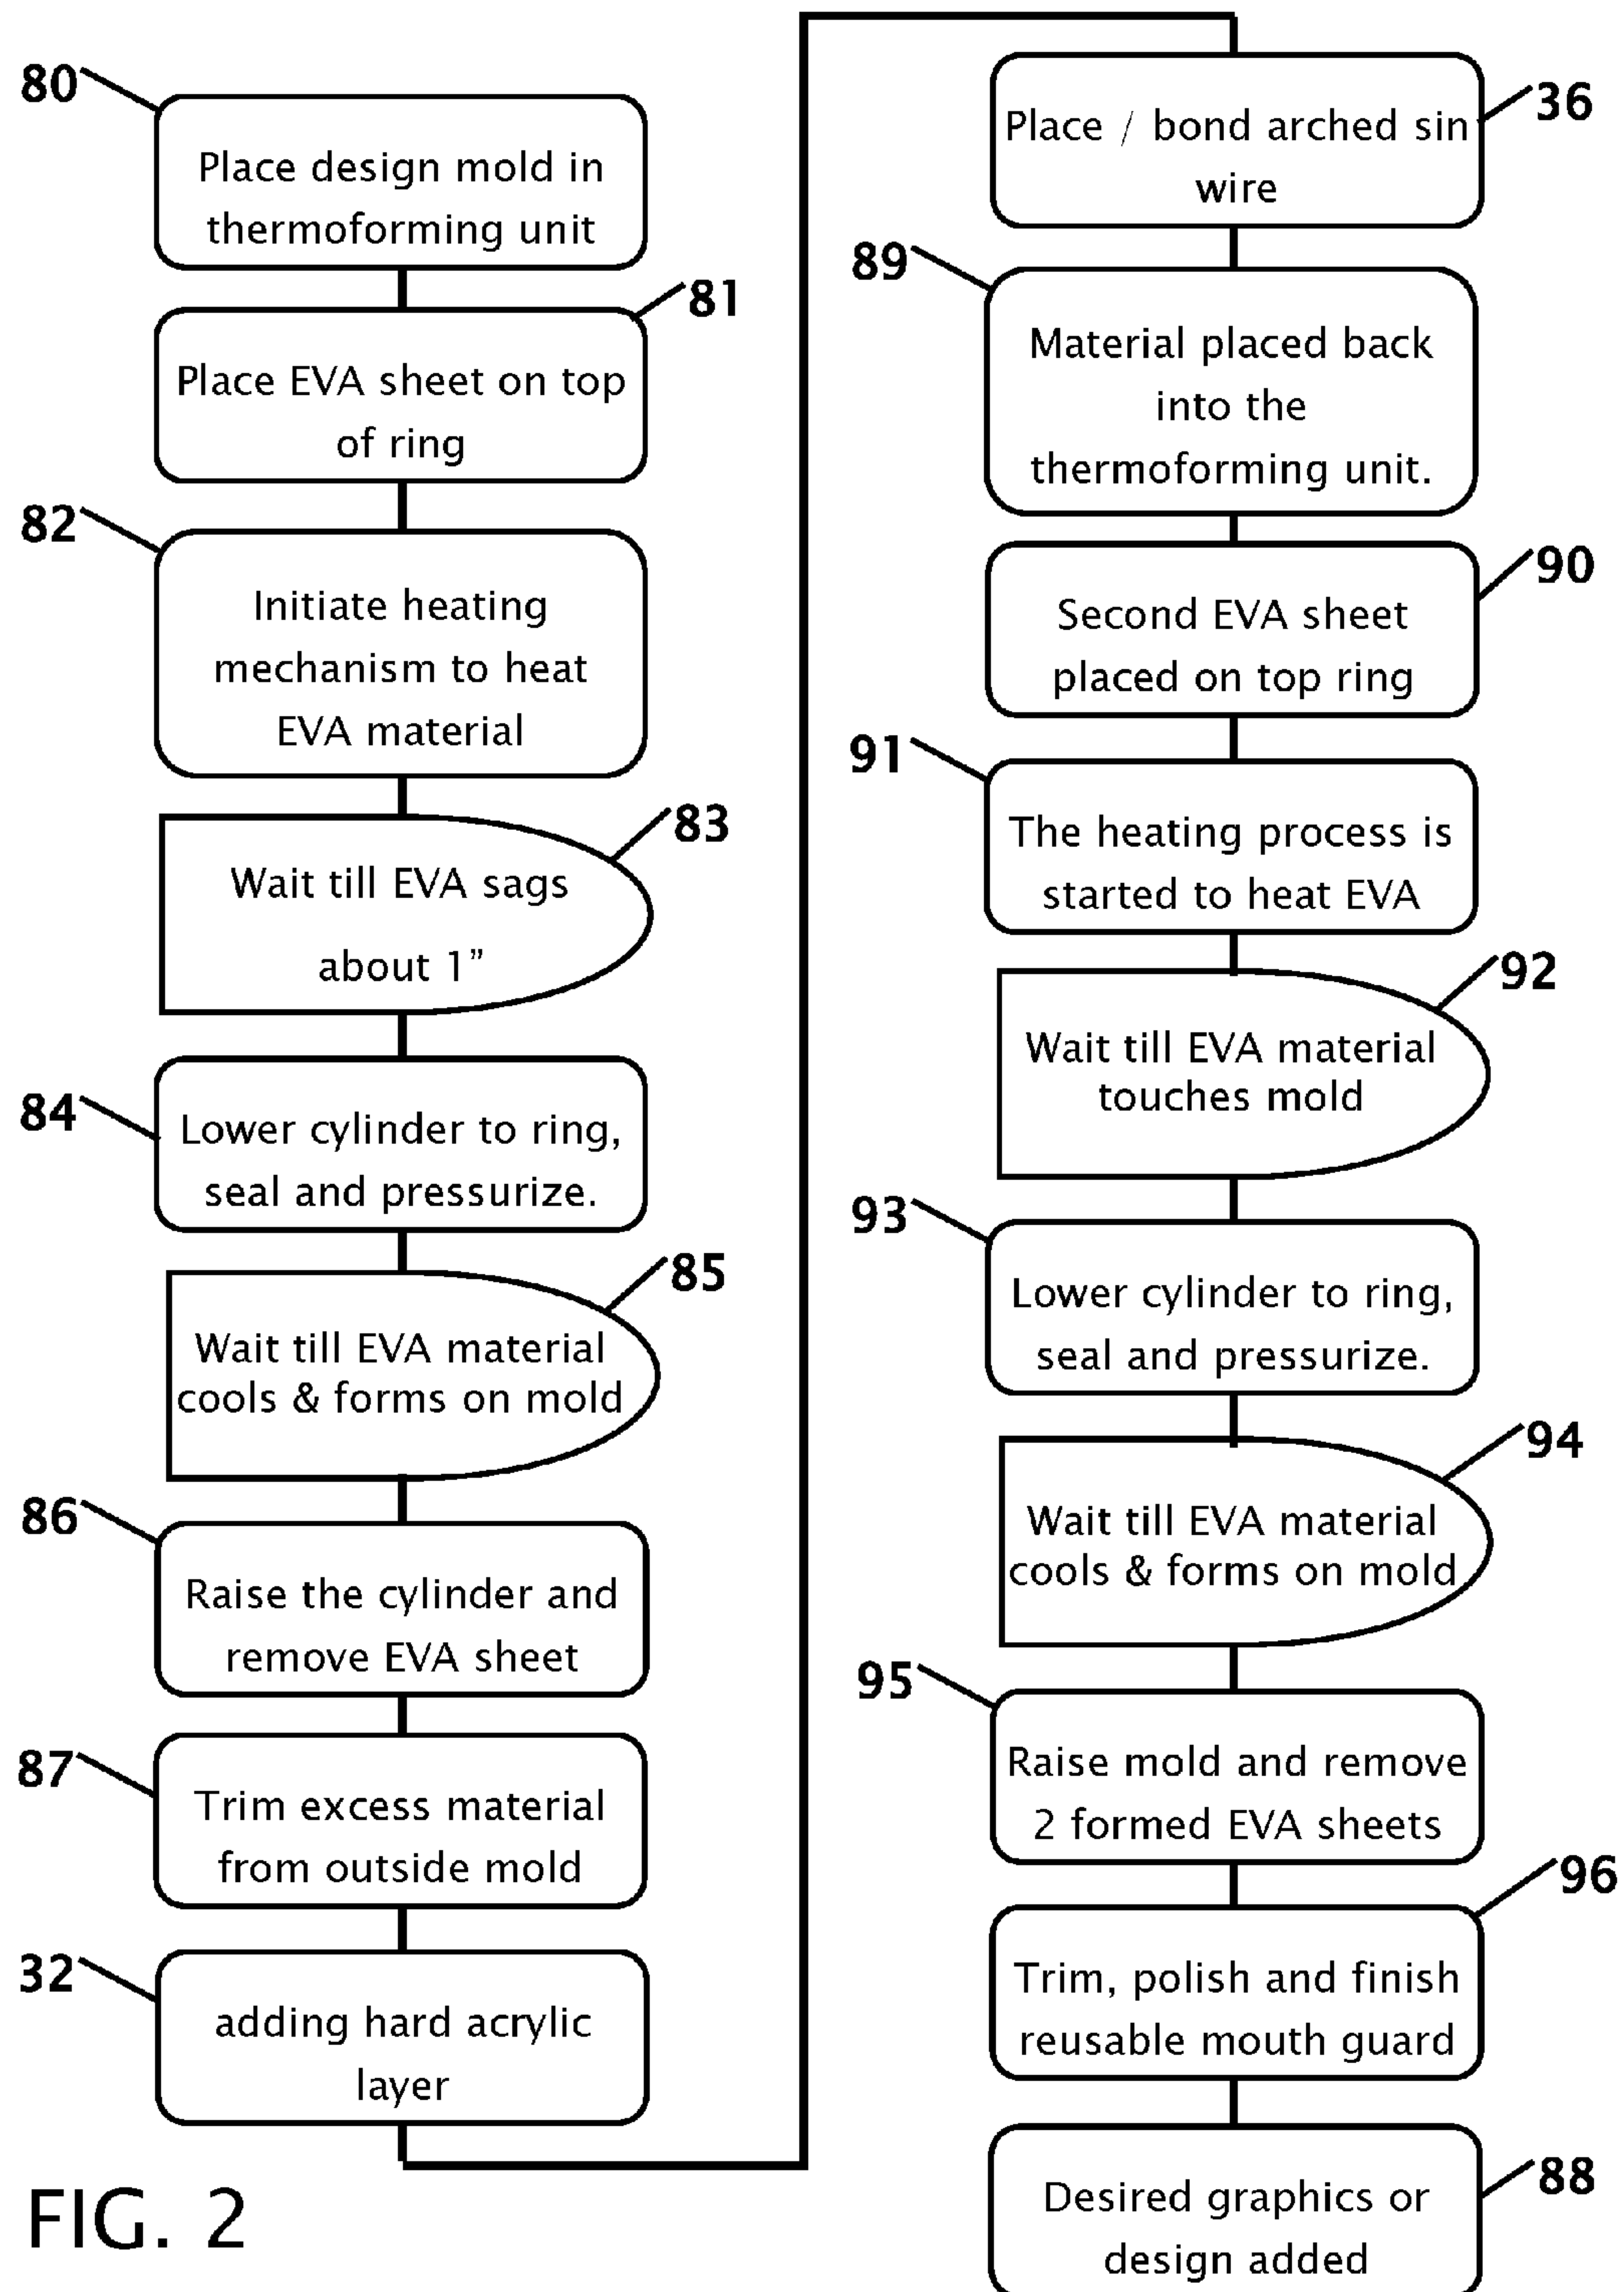 80
Place design mold in
thermoforming unit
81
Place EVA sheet on top
of ring
82
Initiate heating
mechanism to heat
EVA material
83
Wait till EVA sags
about 1”
84
Lower cylinder to ring,
seal and pressurize.
85
Wait till EVA material
cools & forms on mold
86
Raise the cylinder and
remove EVA sheet
87
Trim excess material
from outside mold
32
adding hard acrylic
layer
36
Place / bond arched sin
wire
89
Material placed back
into the
thermoforming unit.
90
Second EVA sheet
placed on top ring
91
The heating process is
started to heat EVA
92
Wait till EVA material
touches mold
93
Lower cylinder to ring,
seal and pressurize.
94
Wait till EVA material
cools & forms on mold
95
Raise mold and remove
2 formed EVA sheets
96
Trim, polish and finish
reusable mouth guard
88
Desired graphics or
design added
FIG. 2